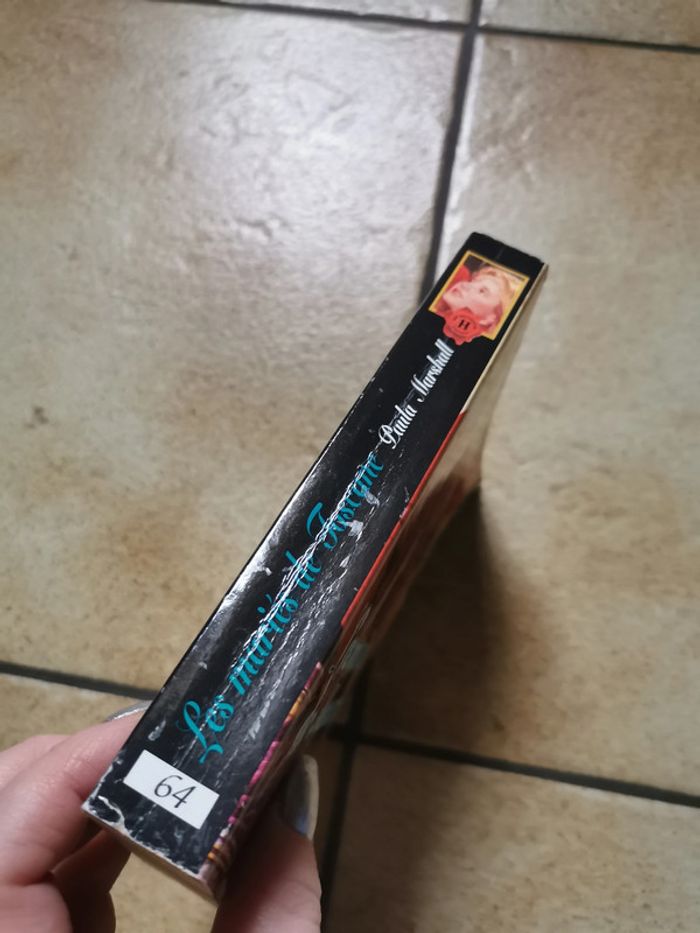 Les mariés de Toscane
Paula Marshall
H
64